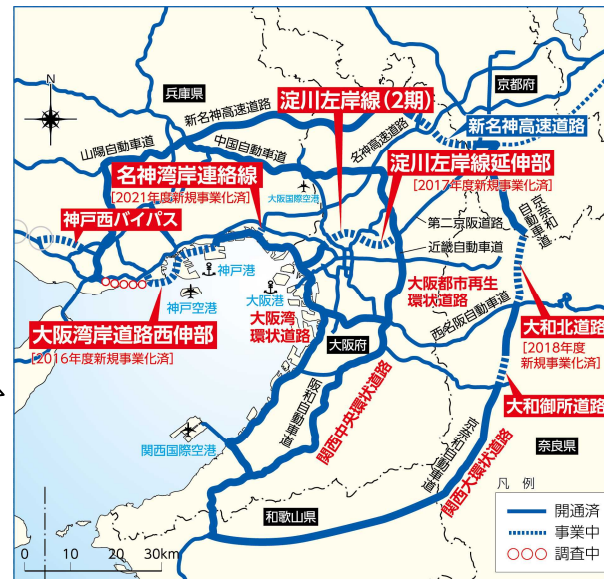 兵庫県
京都府
淀川左岸線(2期)
新名神高速道路
名神高速道路
新名神高速道路
山陽自動車道
中国自動車道
名神湾岸連絡線
[2021年度新規事業化済]
淀川左岸線延伸部
[2017年度新規事業化済]
大阪国際空港
神戸西バイパス
第二京阪道路
京奈和自動車道
近畿自動車道
神戸港
大阪港
神戸空港
大阪都市再生
環状道路
大阪湾
環状道路
西名阪自動車道
大阪湾岸道路西伸部
[2016年度新規事業化済]
大阪府
大和北道路
[2018年度
新規事業化済]
大和御所道路
阪和自動車道
関西中央環状道路
関西国際空港
京奈和自動車道
関西大環状道路
奈良県
和歌山県
凡 例
開通済
事業中
調査中
N
0 10 20 30km